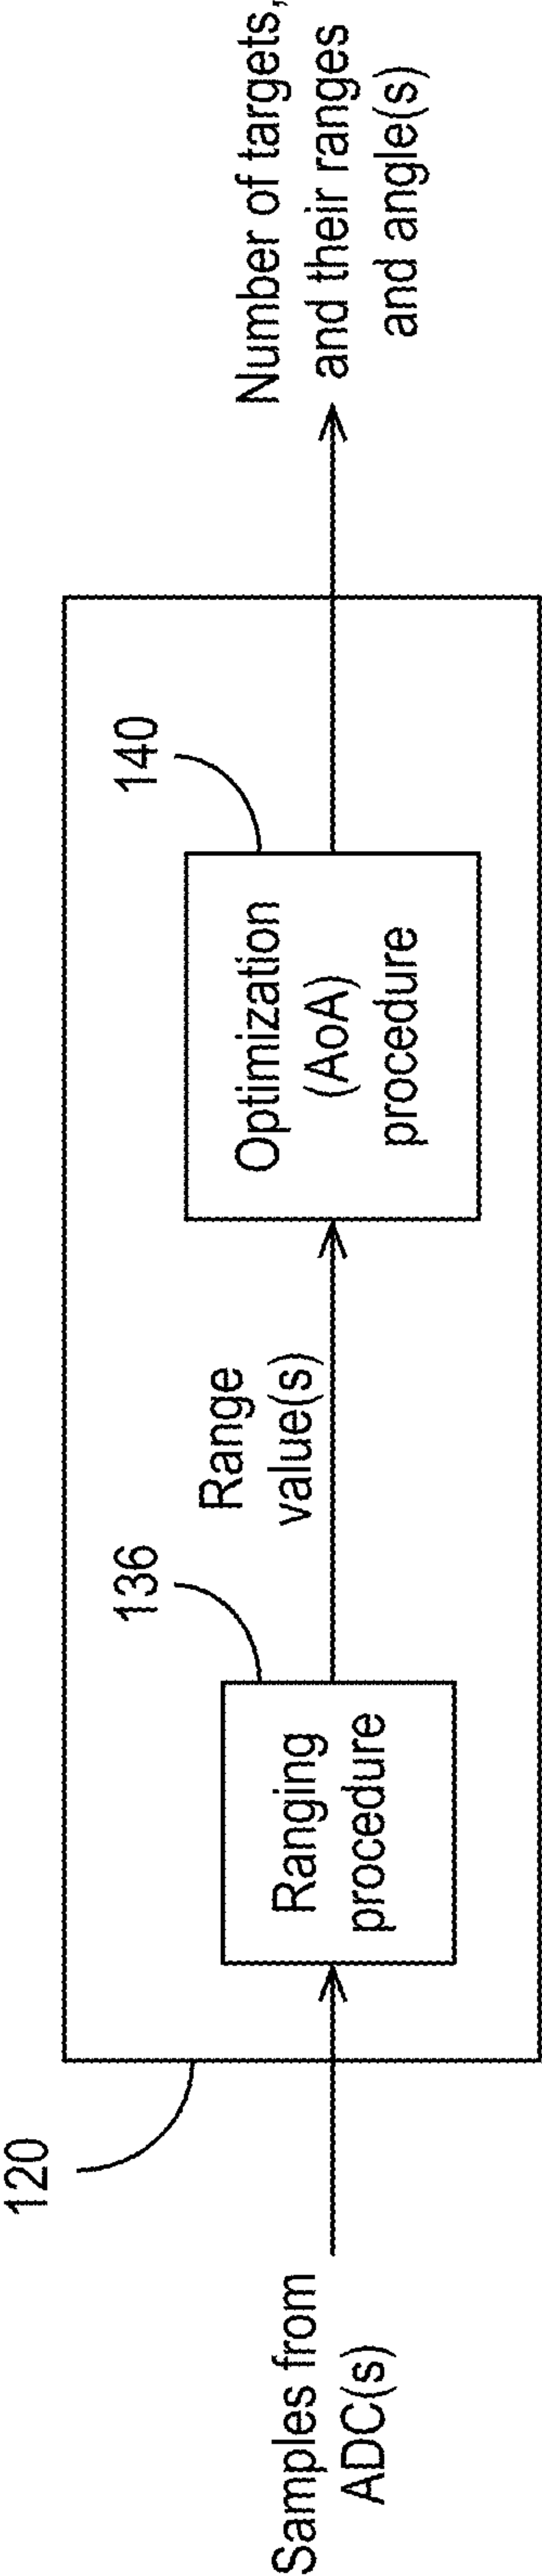 120
Samples from
ADC(s)
136
Ranging
procedure
Range
value(s)
140
Optimization
(AoA)
procedure
Number of targets,
and their ranges
and angle(s)